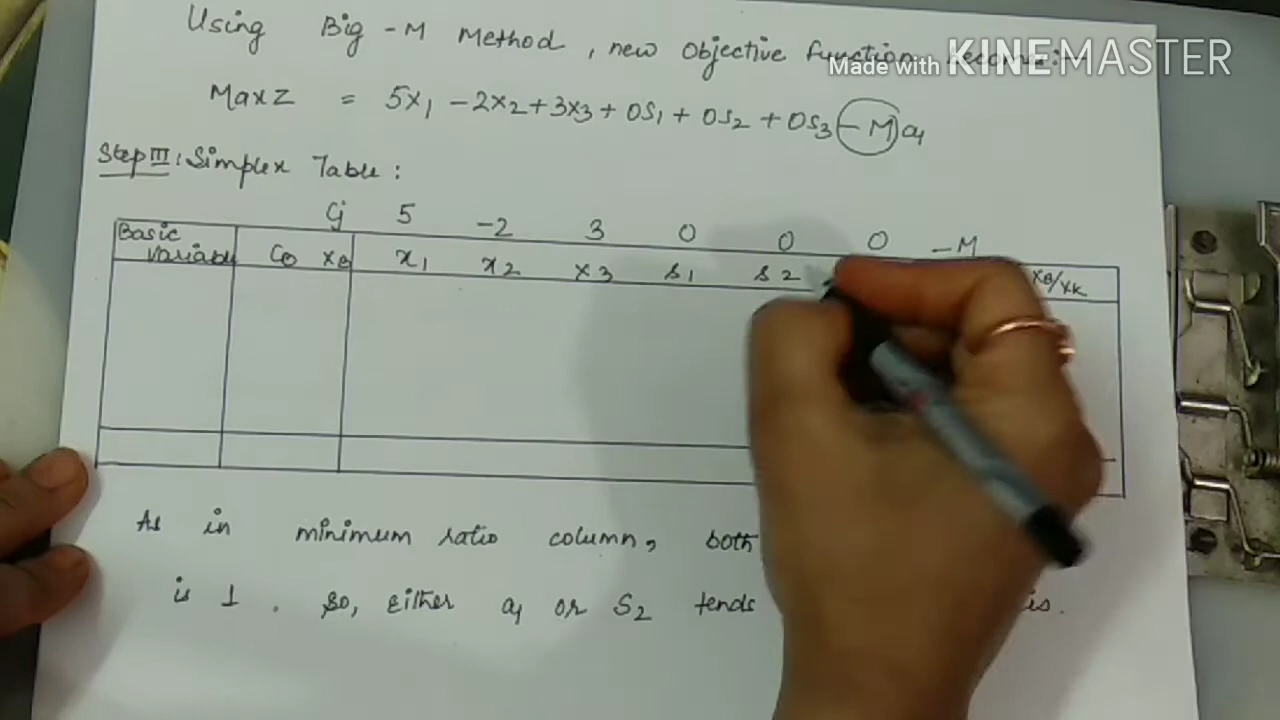 Using Big-M Method, new objective function
Made with KINEMASTER
Max Z = 5x1 - 2x2 + 3x3 + 0s1 + 0s2 + 0s3 - M a1
Step III: Simplex Table:
Cj 5 -2 3 0 0 0 -M
Basic Variable CB XB x1 x2 x3 s1 s2 XB/XK
As in minimum ratio column, both
is 1. so, either a1 or S2 tends is.